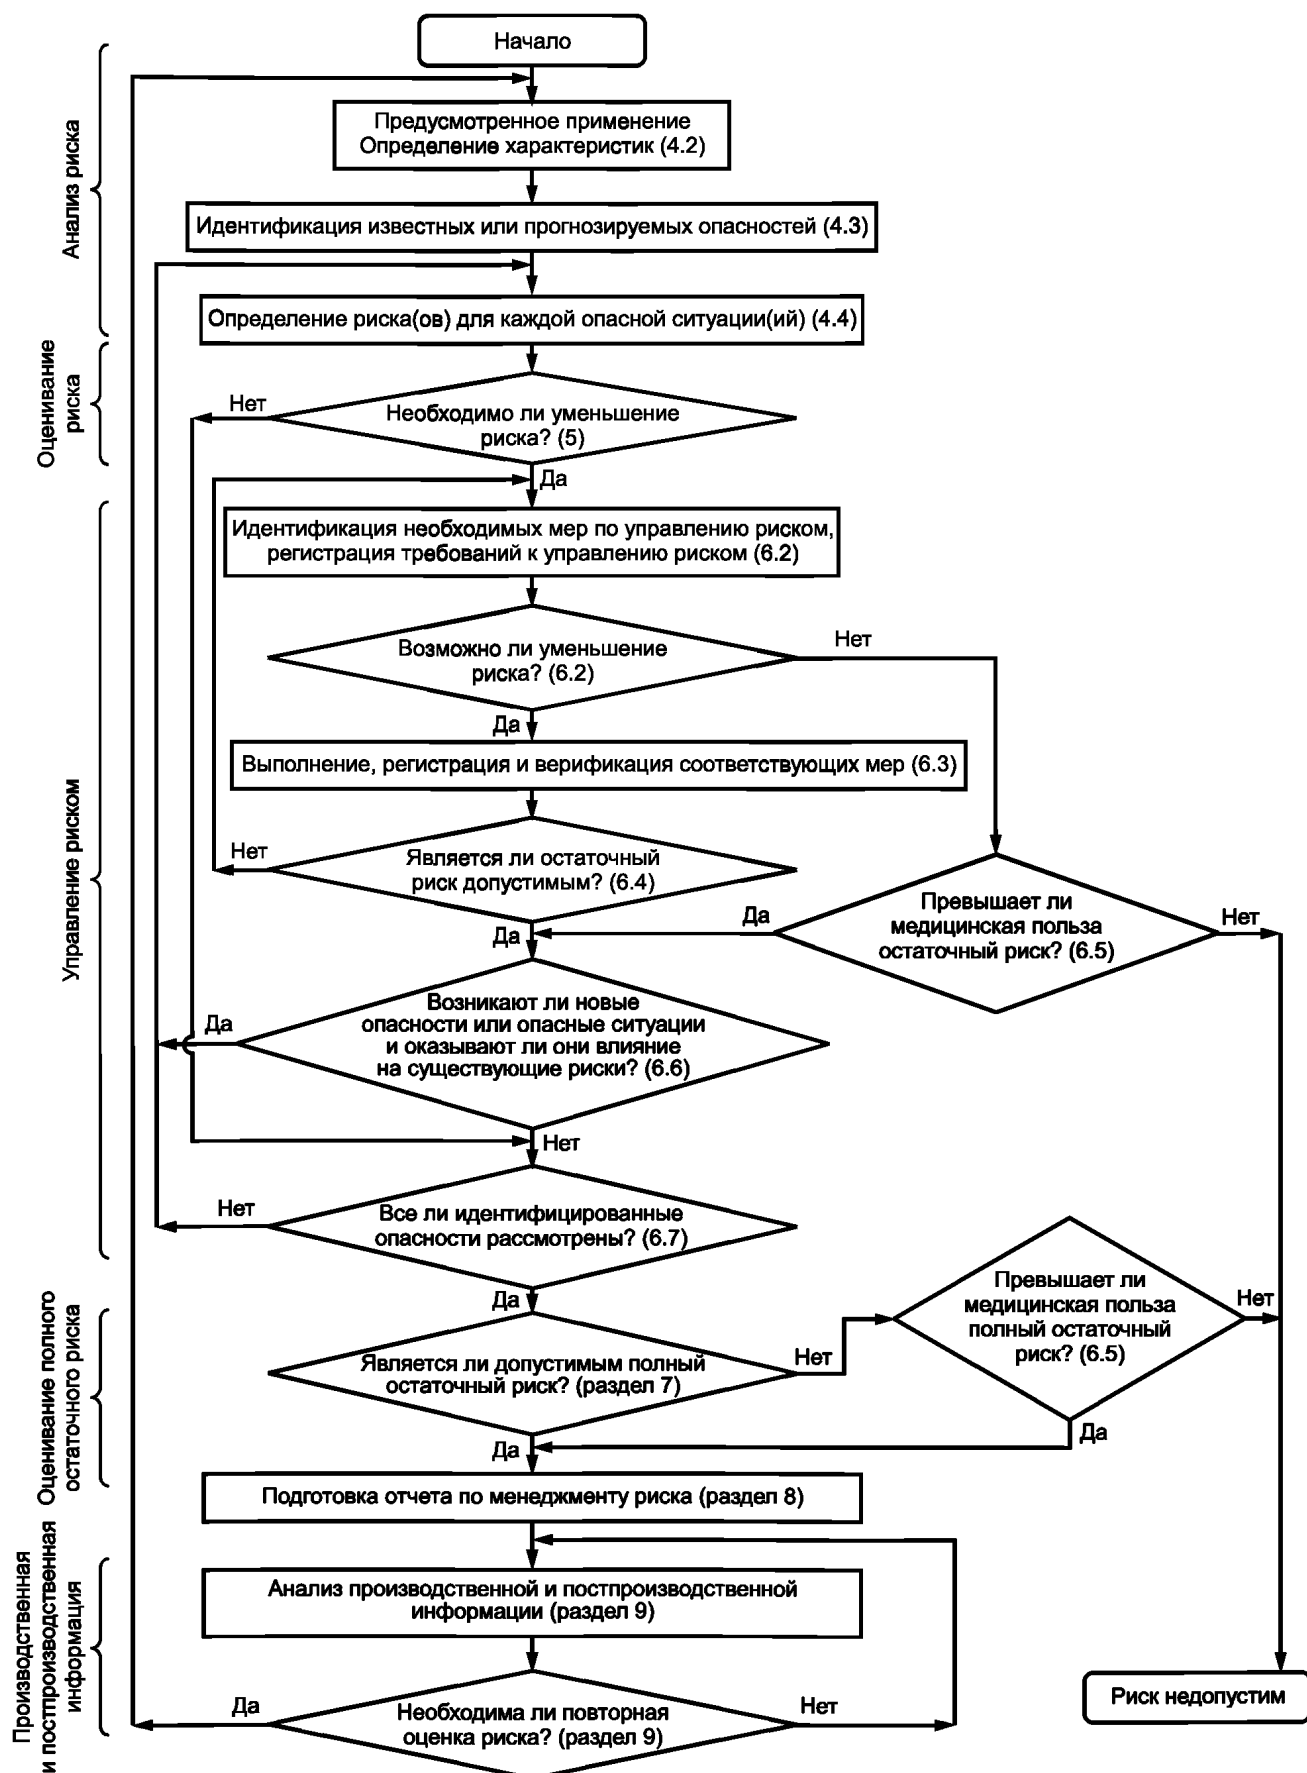 Начало
Предусмотренное применение
Определение характеристик (4.2)
Анализ риска
Идентификация известных или прогнозируемых опасностей (4.3)
Определение риска(ов) для каждой опасной ситуации(ий) (4.4)
Оценивание
риска
Нет
Необходимо ли уменьшение
риска? (5)
Да
Идентификация необходимых мер по управлению риском,
регистрация требований к управлению риском (6.2)
Возможно ли уменьшение
риска? (6.2)
Нет
Да
Выполнение, регистрация и верификация соответствующих мер (6.3)
Управление риском
Нет
Является ли остаточный
риск допустимым? (6.4)
Да
Да
Превышает ли
медицинская польза
остаточный риск? (6.5)
Нет
Да
Возникают ли новые
опасности или опасные ситуации
и оказывают ли они влияние
на существующие риски? (6.6)
Нет
Нет
Все ли идентифицированные
опасности рассмотрены? (6.7)
Да
Превышает ли
медицинская польза
полный остаточный
риск? (6.5)
Нет
Да
Оценивание полного
остаточного риска
Является ли допустимым полный
остаточный риск? (раздел 7)
Нет
Да
Подготовка отчета по менеджменту риска (раздел 8)
Производственная
и постпроизводственная
информация
Анализ производственной и постпроизводственной
информации (раздел 9)
Да
Необходима ли повторная
оценка риска? (раздел 9)
Нет
Риск недопустим